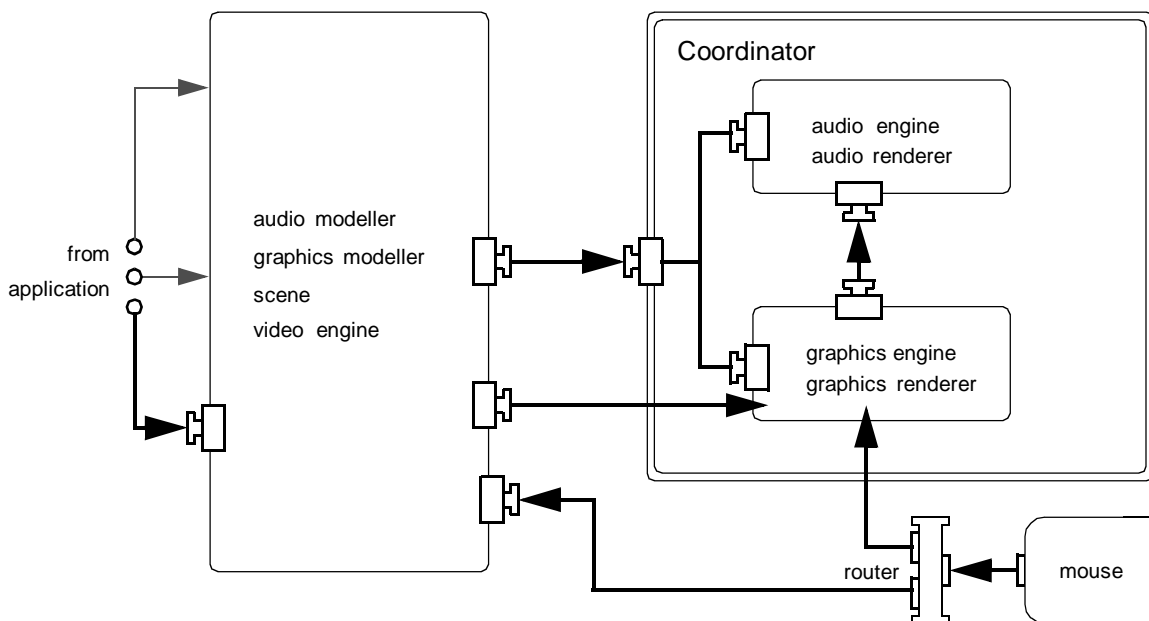 from
application
audio modeller
graphics modeller
scene
video engine
Coordinator
audio engine
audio renderer
graphics engine
graphics renderer
router
mouse